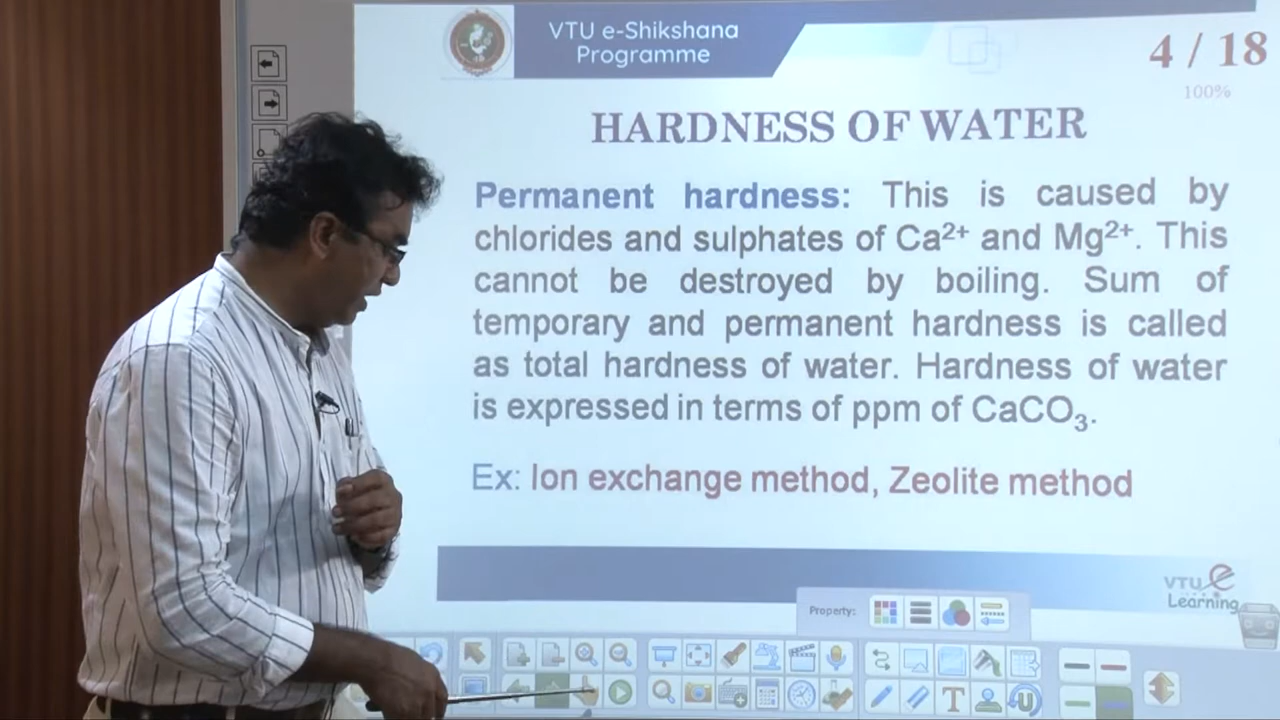 VTU e-Shikshana
Programme
4 / 18
100%
HARDNESS OF WATER
Permanent hardness: This is caused by
chlorides and sulphates of Ca²⁺ and Mg²⁺. This
cannot be destroyed by boiling. Sum of
temporary and permanent hardness is called
as total hardness of water. Hardness of water
is expressed in terms of ppm of CaCO₃.
Ex: Ion exchange method, Zeolite method
VTU e
Learning
Property: